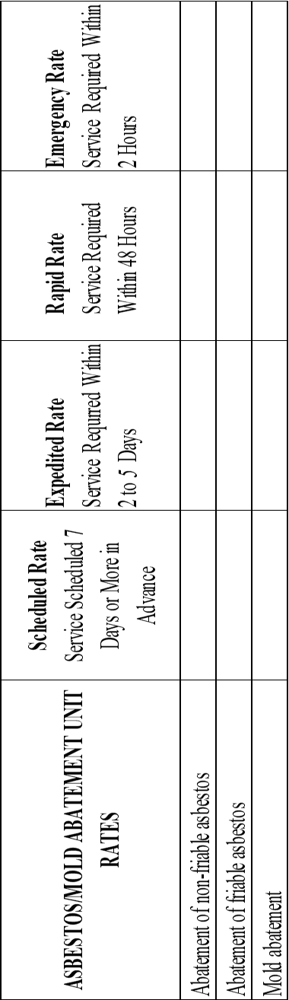 ASBESTOS/MOLD ABATEMENT UNIT
RATES
Scheduled Rate
Service Scheduled 7
Days or More in
Advance
Expedited Rate
Service Requrred Within
2 to 5 Days
Rapid Rate
Service Required
Within 48 Hours
Emergency Rate
Service Required Within
2 Hours
Abatement of non-friable asbestos
Abatement of friable asbestos
Mold abatement